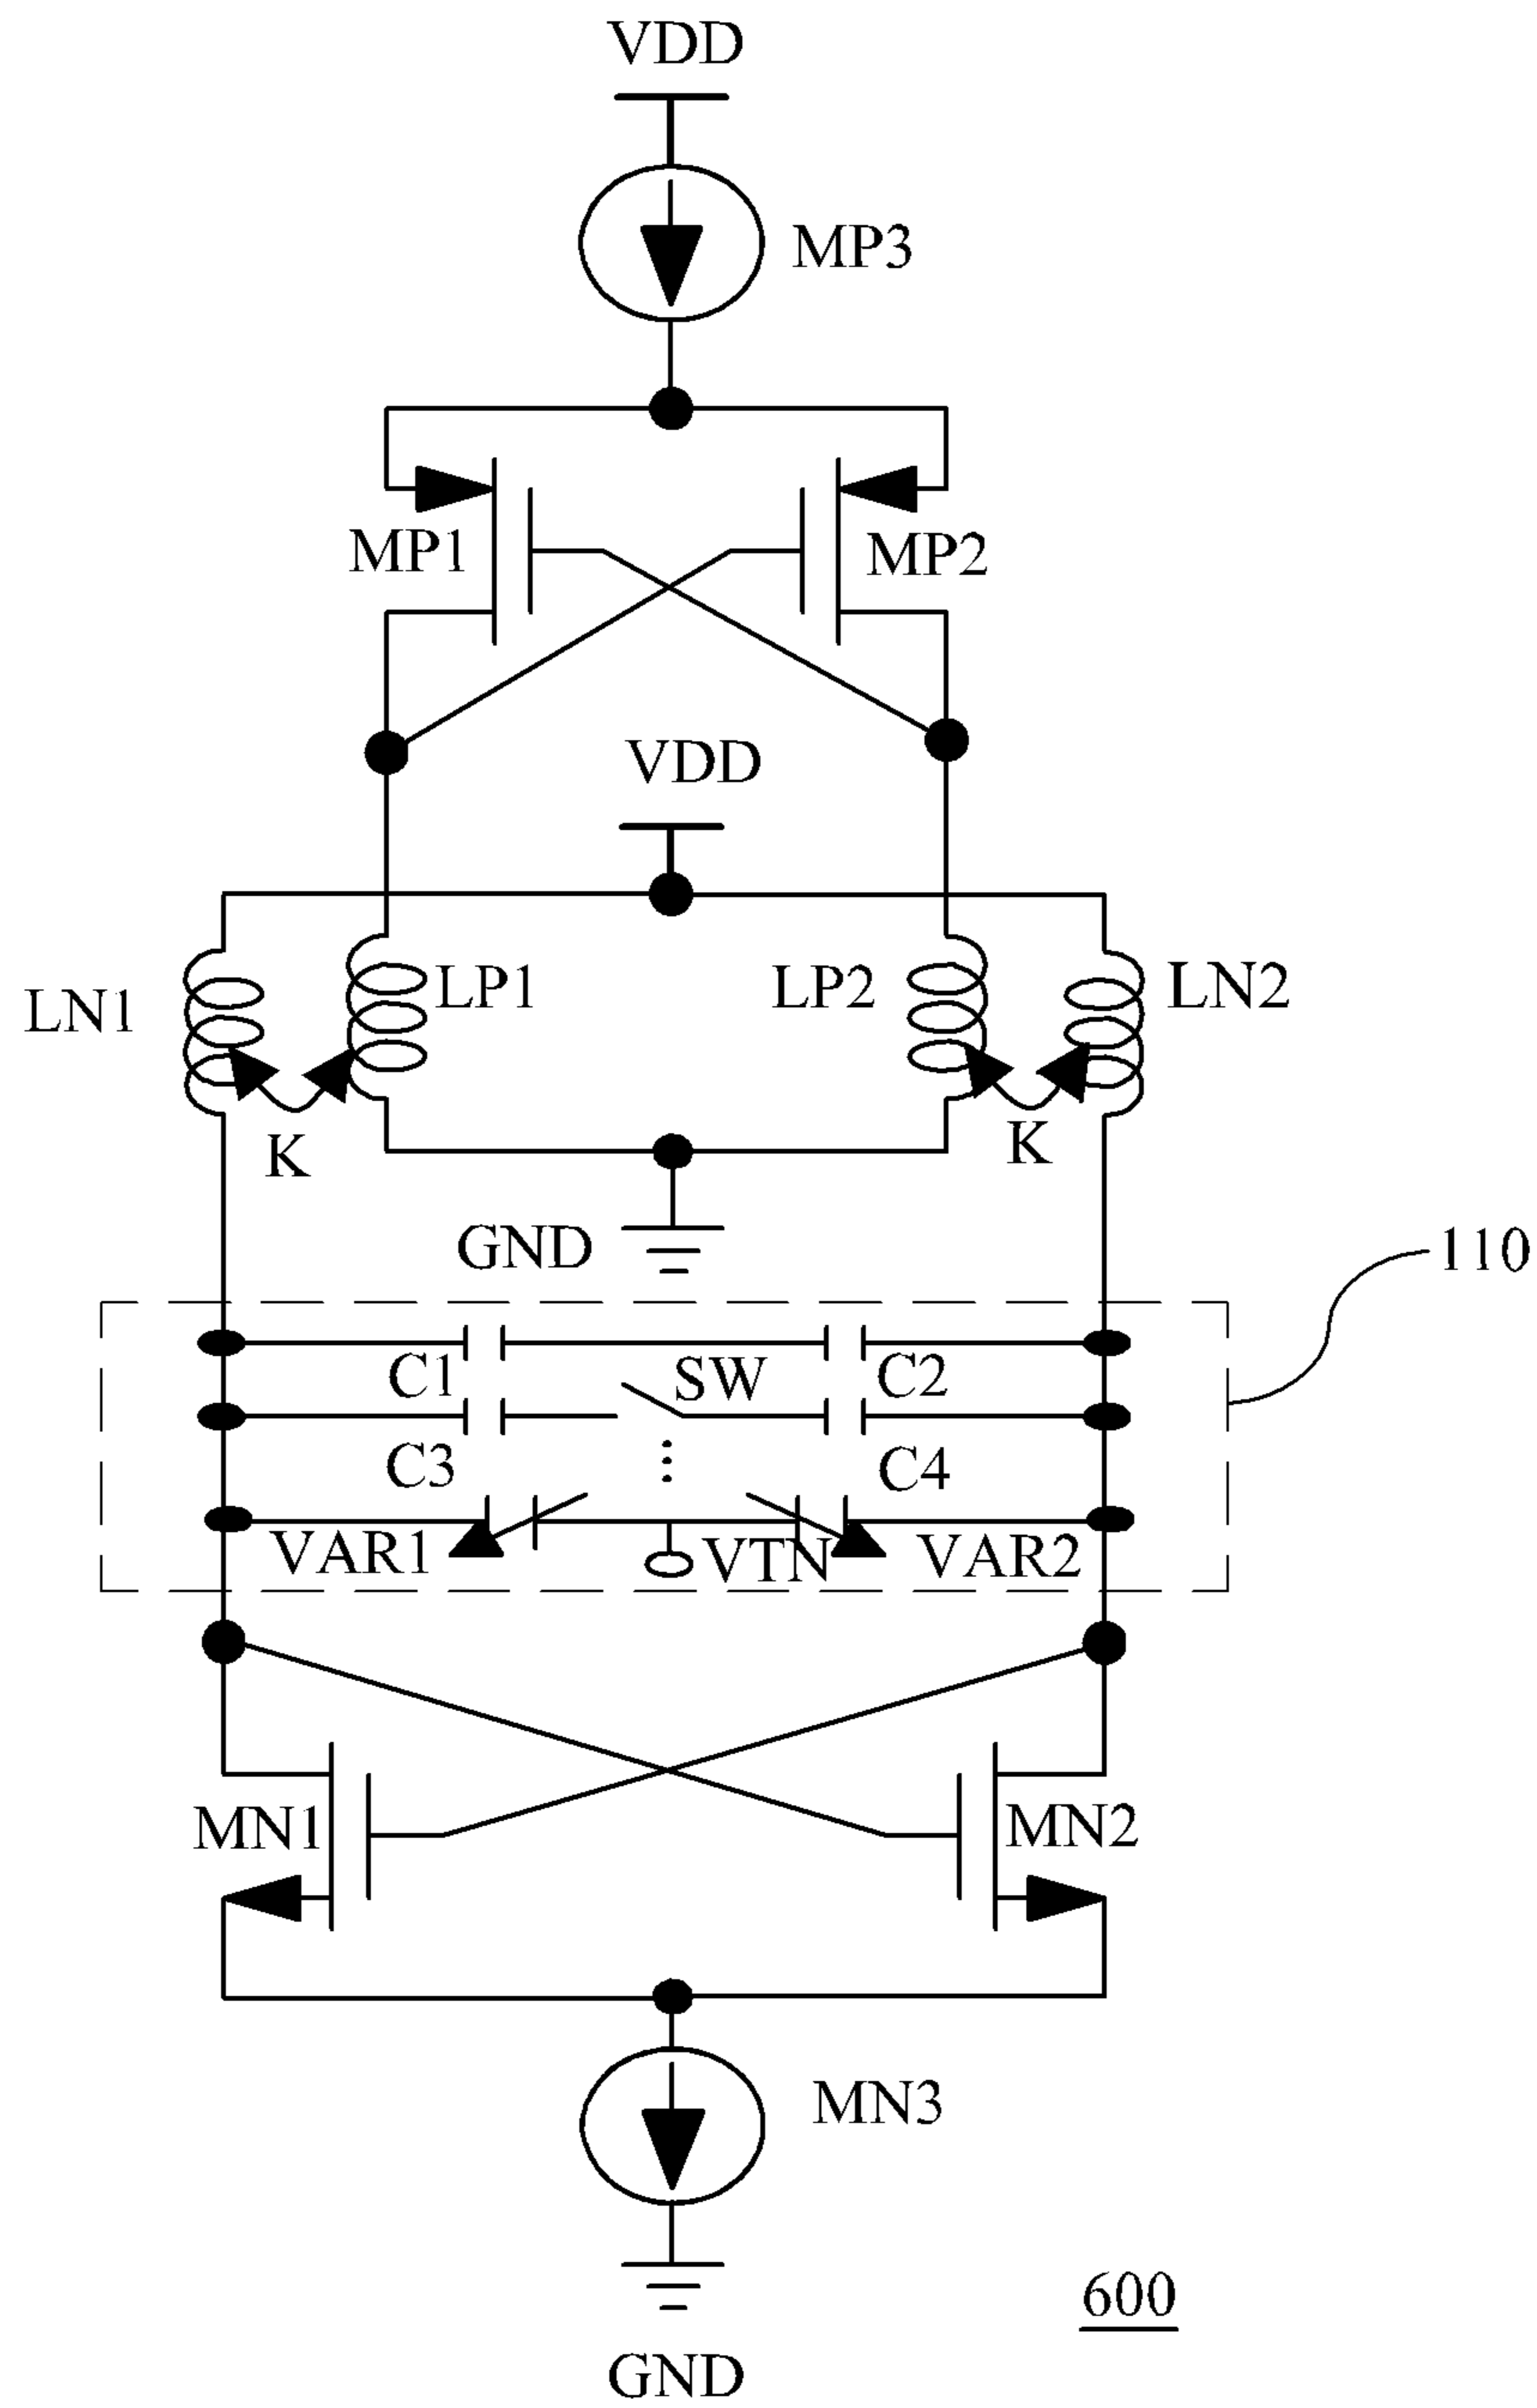 VDD
MP3
MP1
MP2
VDD
LN1
LP1
LP2
LN2
K
K
GND
110
C1
SW
C2
C3
C4
VAR1
VTN
VAR2
MN1
MN2
MN3
600
GND